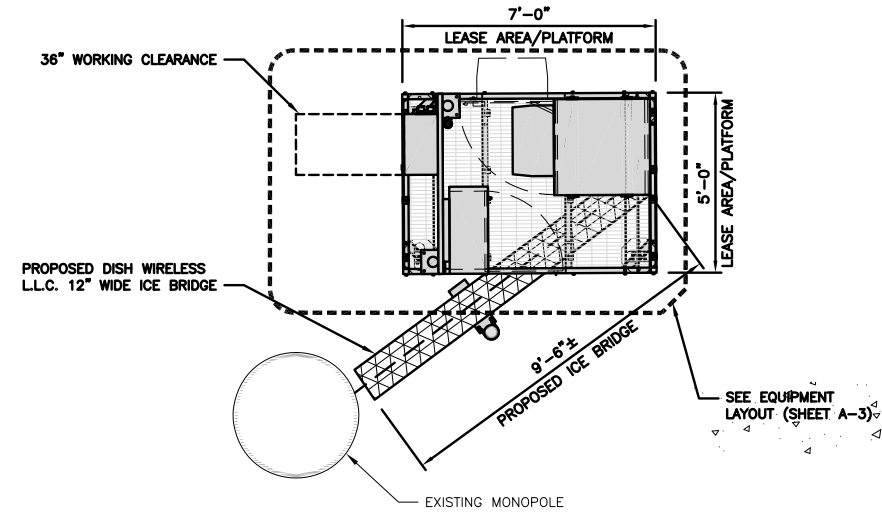 7'-0"
LEASE AREA/PLATFORM
36" WORKING CLEARANCE
5'-0"
LEASE AREA/PLATFORM
PROPOSED DISH WIRELESS
L.L.C. 12" WIDE ICE BRIDGE
9'-6"±
PROPOSED ICE BRIDGE
SEE EQUIPMENT
LAYOUT (SHEET A-3)
EXISTING MONOPOLE